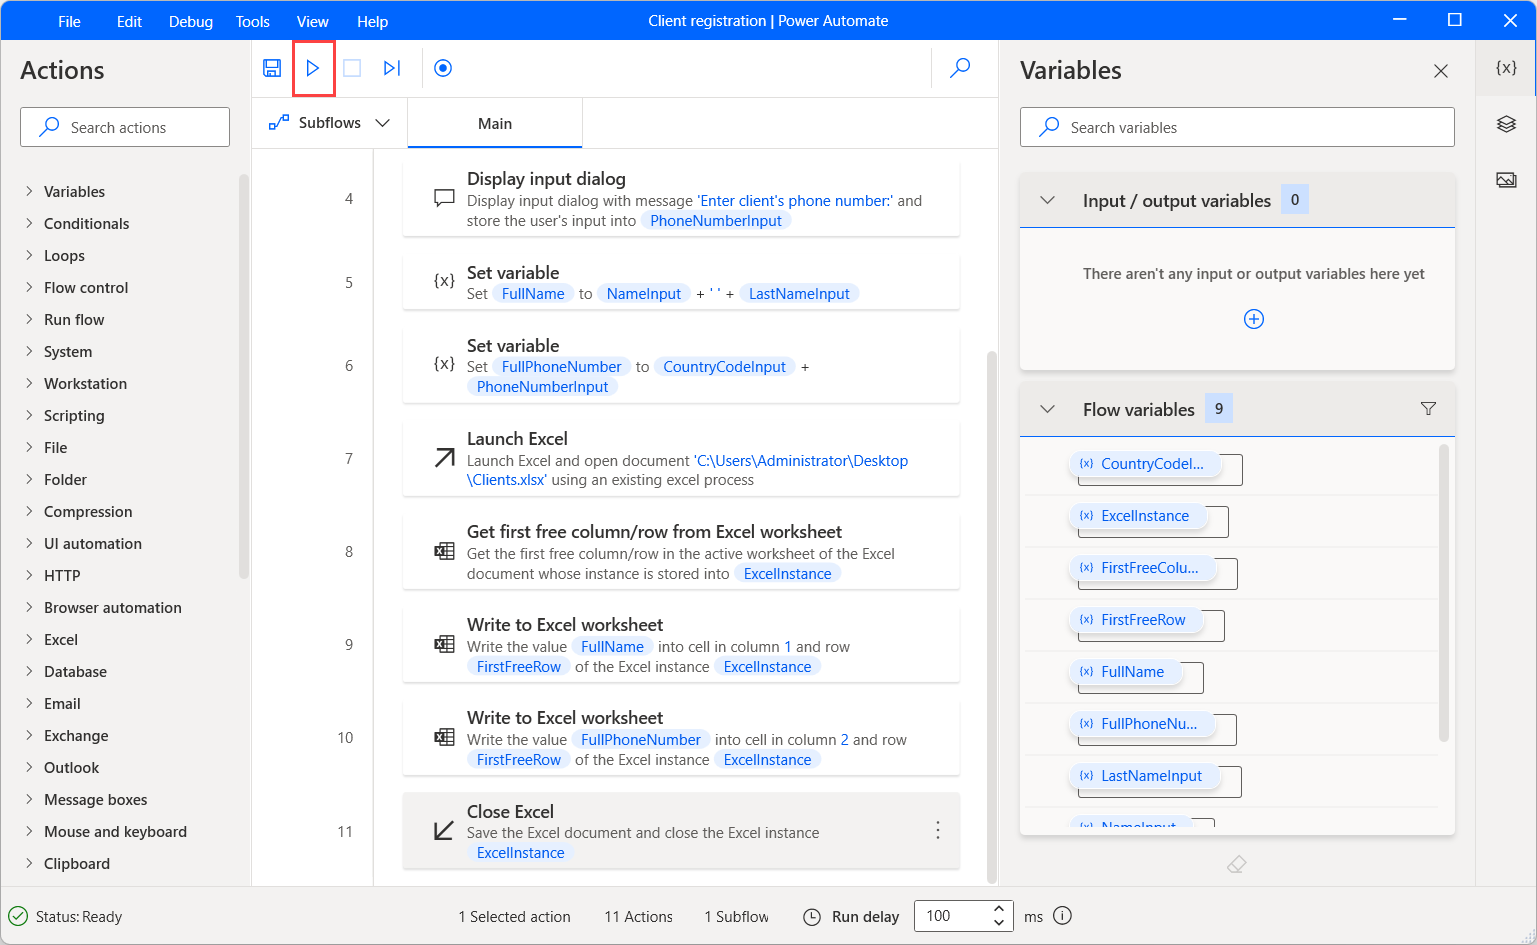 File Edit Debug Tools View Help
Client registration | Power Automate
Actions
Search actions
Variables
Conditionals
Loops
Flow control
Run flow
System
Workstation
Scripting
File
Folder
Compression
UI automation
HTTP
Browser automation
Excel
Database
Email
Exchange
Outlook
Message boxes
Mouse and keyboard
Clipboard
Subflows
Main
4
Display input dialog
Display input dialog with message 'Enter client's phone number:' and
store the user's input into PhoneNumberInput
5
{x}
Set variable
Set FullName to NameInput + ' ' + LastNameInput
6
{x}
Set variable
Set FullPhoneNumber to CountryCodeInput +
PhoneNumberInput
7
Launch Excel
Launch Excel and open document 'C:\Users\Administrator\Desktop
\Clients.xlsx' using an existing excel process
8
Get first free column/row from Excel worksheet
Get the first free column/row in the active worksheet of the Excel
document whose instance is stored into ExcelInstance
9
Write to Excel worksheet
Write the value FullName into cell in column 1 and row
FirstFreeRow of the Excel instance ExcelInstance
10
Write to Excel worksheet
Write the value FullPhoneNumber into cell in column 2 and row
FirstFreeRow of the Excel instance ExcelInstance
11
Close Excel
Save the Excel document and close the Excel instance
ExcelInstance
Variables
{x}
Search variables
Input / output variables 0
There aren't any input or output variables here yet
Flow variables 9
{x} CountryCodeI...
{x} ExcelInstance
{x} FirstFreeColu...
{x} FirstFreeRow
{x} FullName
{x} FullPhoneNu...
{x} LastNameInput
{x} NameInput
Status: Ready
1 Selected action
11 Actions
1 Subflow
Run delay
100
ms